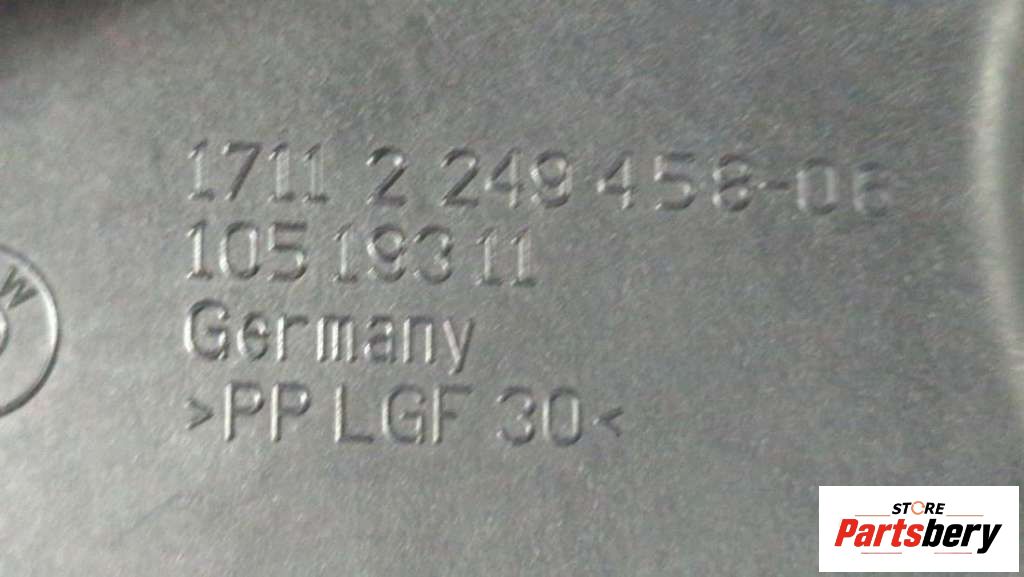 1711 2 249 458-06
105 193 11
Germany
>PP LGF 30<
W
STORE
Partsbery